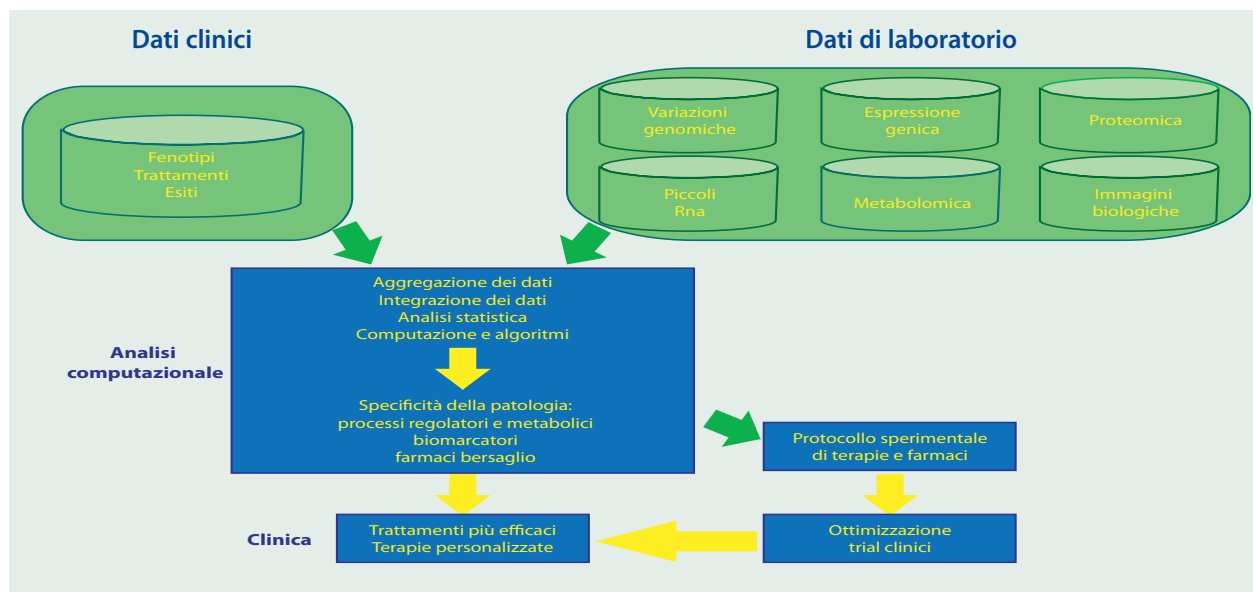 Dati clinici
Dati di laboratorio
Fenotipi
Trattamenti
Esiti
Variazioni
genomiche
Espressione
genica
Proteomica
Piccoli
Rna
Metabolomica
Immagini
biologiche
Analisi
computazionale
Aggregazione dei dati
Integrazione dei dati
Analisi statistica
Computazione e algoritmi
Specificità della patologia:
processi regolatori e metabolici
biomarcatori
farmaci bersaglio
Protocollo sperimentale
di terapie e farmaci
Clinica
Trattamenti più efficaci
Terapie personalizzate
Ottimizzazione
trial clinici